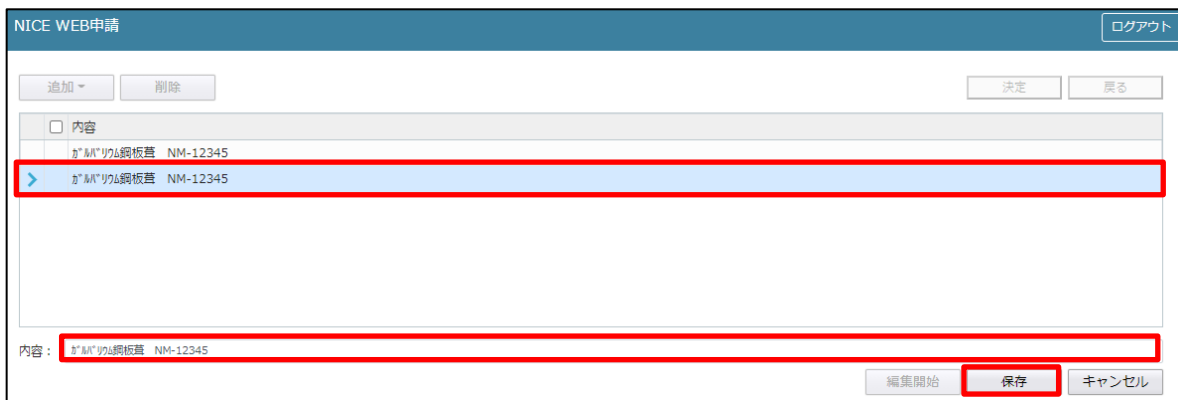 NICE WEB申請 ログアウト
追加 削除 決定 戻る
内容
ｶﾞﾙﾊﾞﾘｳﾑ鋼板葺　NM-12345
ｶﾞﾙﾊﾞﾘｳﾑ鋼板葺　NM-12345
内容： ｶﾞﾙﾊﾞﾘｳﾑ鋼板葺　NM-12345
編集開始 保存 キャンセル